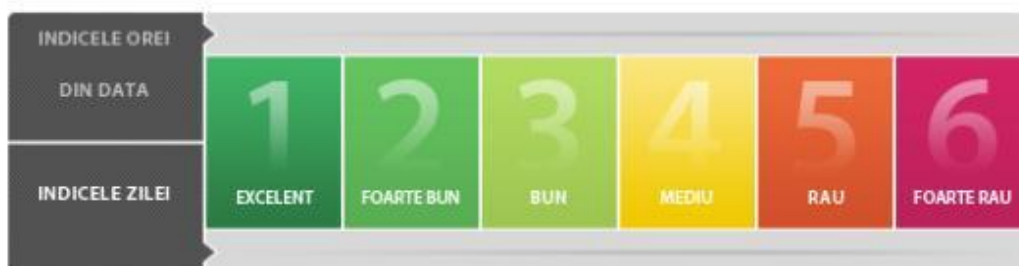 INDICELE OREI
DIN DATA
INDICELE ZILEI
1
EXCELENT
2
FOARTE BUN
3
BUN
4
MEDIU
5
RAU
6
FOARTE RAU